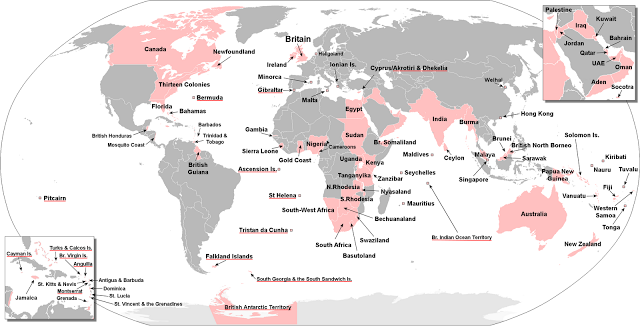 Palestine
Kuwait
Iraq
Bahrain
Jordan
Qatar
UAE
Oman
Aden
Socotra
Britain
Canada
Newfoundland
Heligoland
Ireland
Ionian Is.
Cyprus/Akrotiri & Dhekelia
Minorca
Weihai
Thirteen Colonies
Gibraltar
Bermuda
Malta
Florida
Bahamas
Egypt
Hong Kong
India
Burma
British Honduras
Barbados
Gambia
Sudan
Brunei
Solomon Is.
Mosquito Coast
Trinidad &
Tobago
Nigeria
Cameroons
Br. Somaliland
British North Borneo
Sierra Leone
Gold Coast
Maldives
Ceylon
Malaya
Sarawak
Kiribati
British
Guiana
Uganda
Kenya
Nauru
Tuvalu
Ascension Is.
Tanganyika
Seychelles
Singapore
Papua New
Guinea
Zanzibar
Fiji
Pitcairn
St Helena
N.Rhodesia
Nyasaland
Vanuatu
S.Rhodesia
Mauritius
Western
Samoa
South-West Africa
Bechuanaland
Australia
Tonga
Tristan da Cunha
Swaziland
Br. Indian Ocean Territory
South Africa
Basutoland
New Zealand
Falkland Islands
South Georgia & the South Sandwich Is.
British Antarctic Territory
Turks & Caicos Is.
Cayman Is.
Br. Virgin Is.
Anguilla
Antigua & Barbuda
St. Kitts & Nevis
Montserrat
Dominica
Jamaica
St. Lucia
Grenada
St. Vincent & the Grenadines